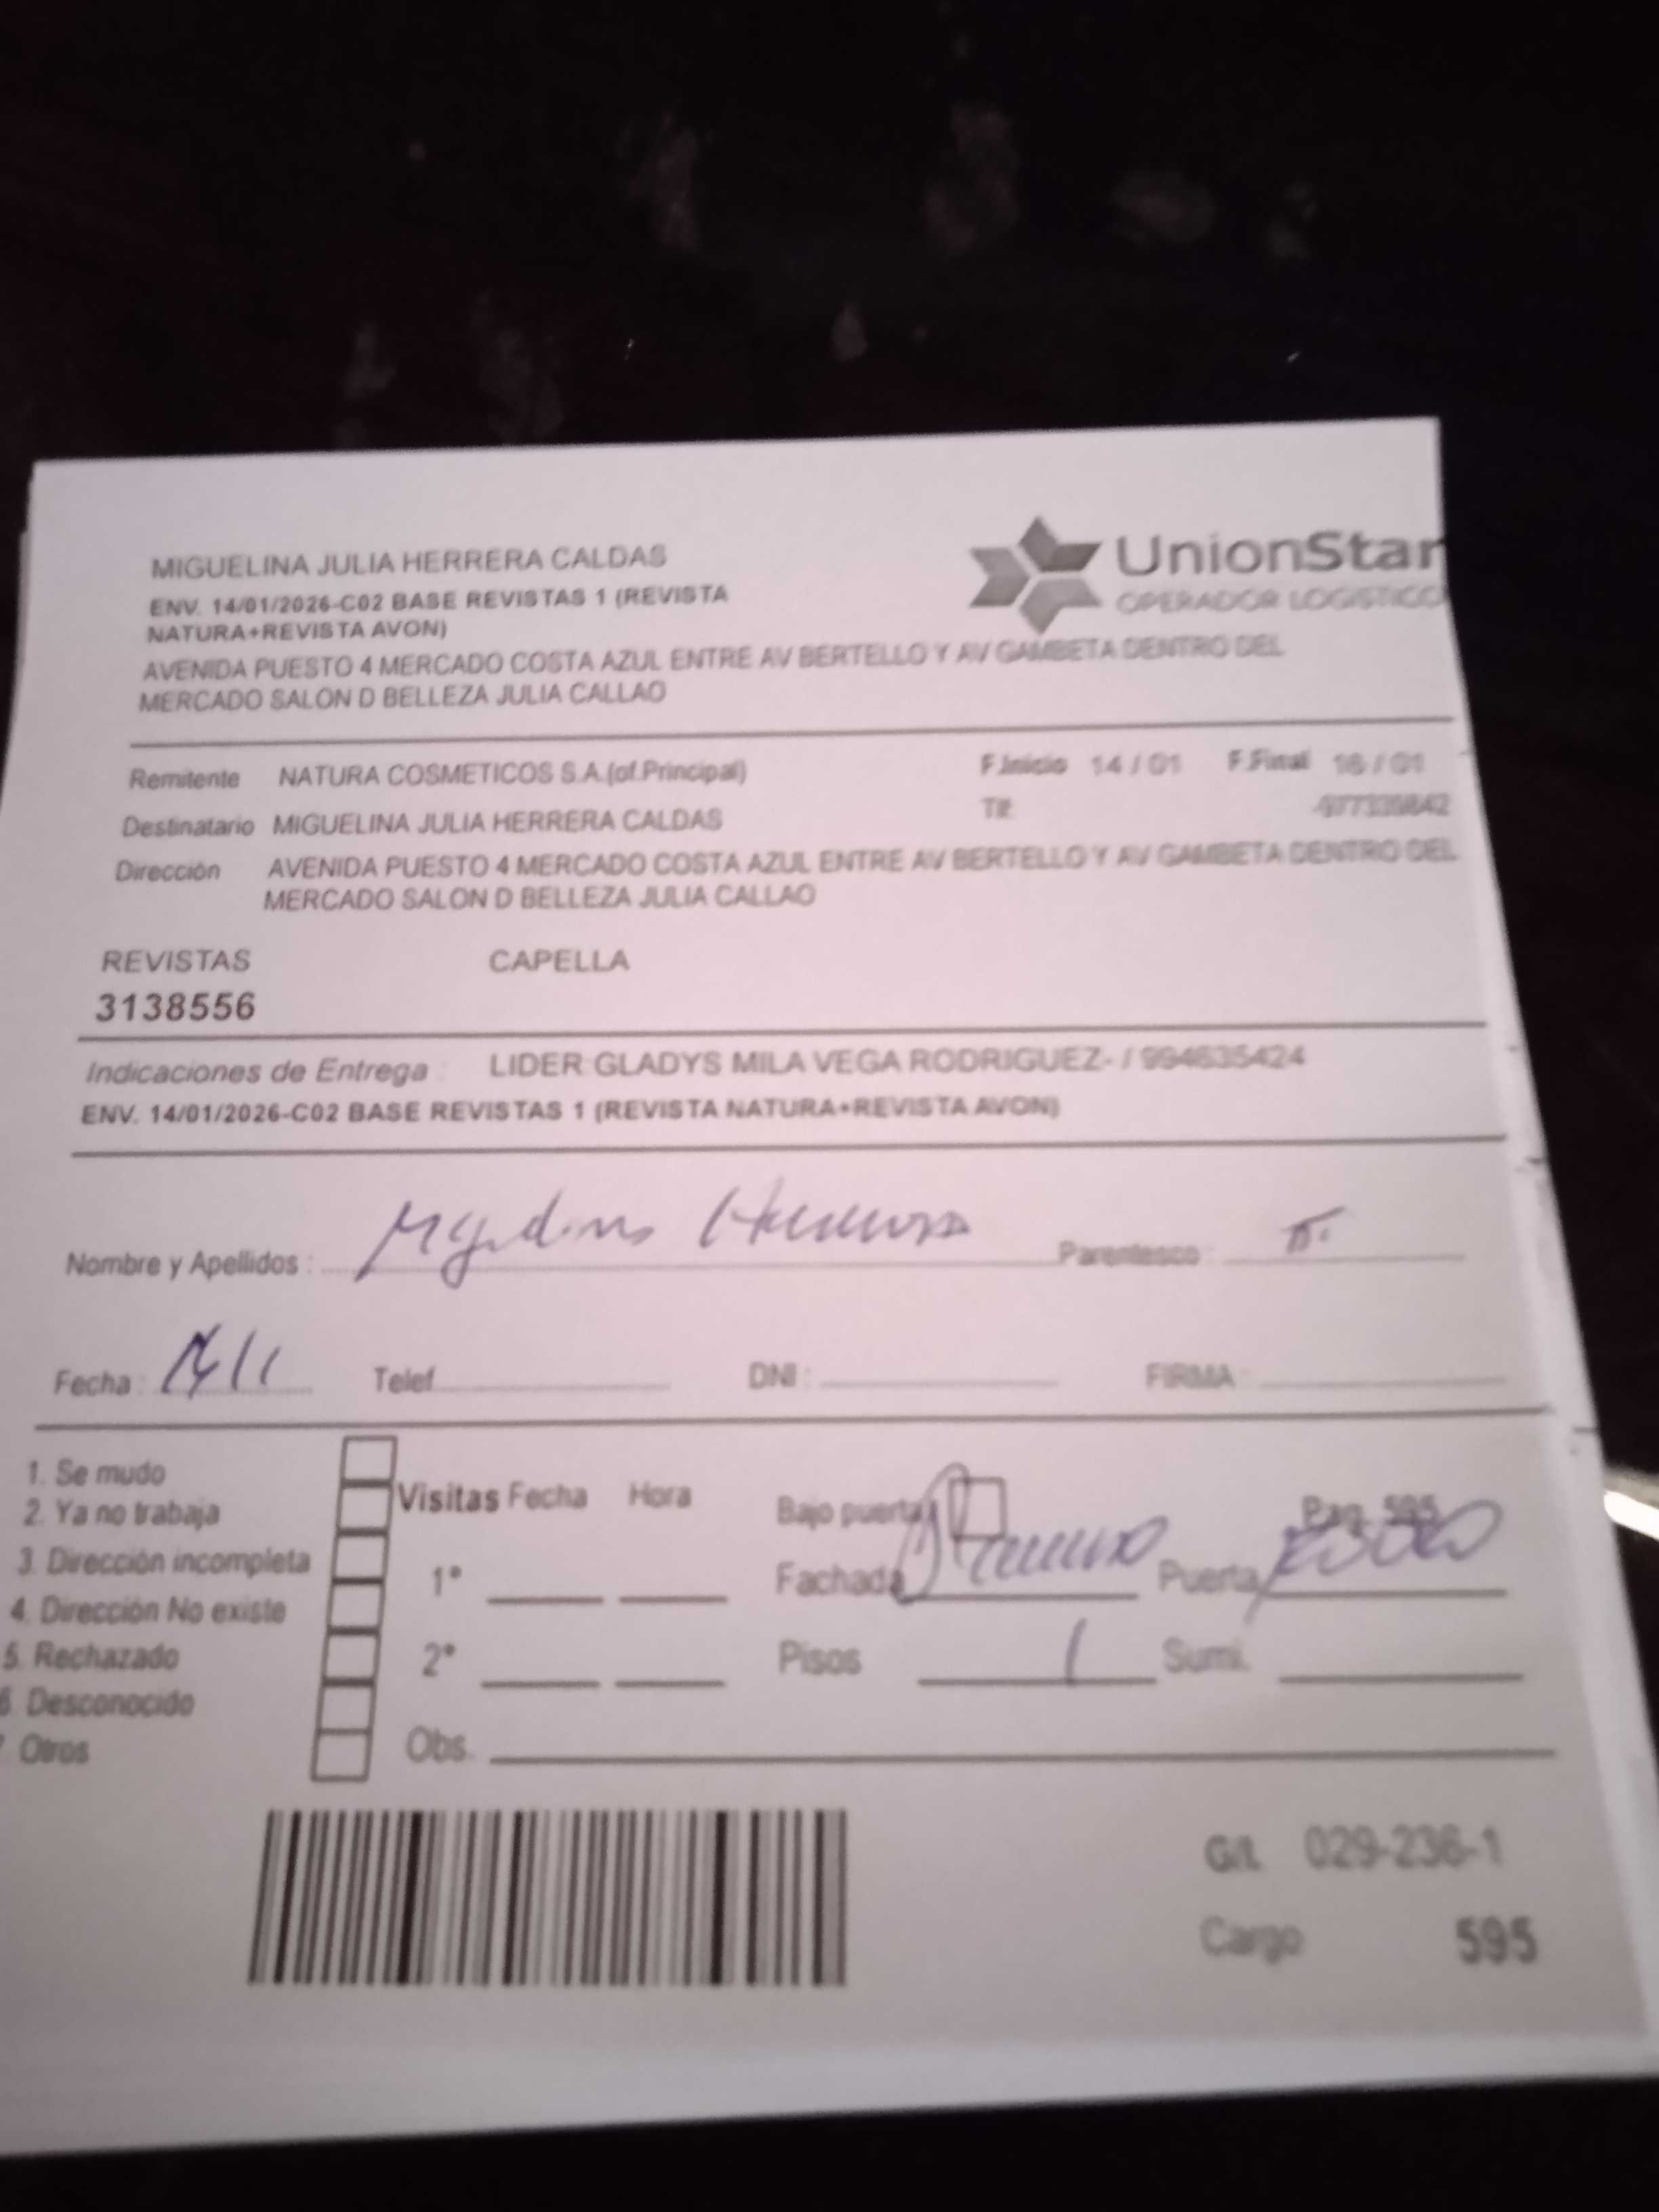 MIGUELINA JULIA HERRERA CALDAS
ENV. 14/01/2026-C02 BASE REVISTAS 1 (REVISTA
NATURA+REVISTA AVON)
AVENIDA PUESTO 4 MERCADO COSTA AZUL ENTRE AV BERTELLO Y AV GAMBETA DENTRO DEL
MERCADO SALON D BELLEZA JULIA CALLAO
UnionStar
OPERADOR LOGISTICO
Remitente NATURA COSMETICOS S.A.(of.Principal) F.Inicio 14 / 01 F.Final 16 / 01
Destinatario MIGUELINA JULIA HERRERA CALDAS Tlf:
Dirección AVENIDA PUESTO 4 MERCADO COSTA AZUL ENTRE AV BERTELLO Y AV GAMBETA DENTRO DEL
MERCADO SALON D BELLEZA JULIA CALLAO
REVISTAS CAPELLA
3138556
Indicaciones de Entrega : LIDER GLADYS MILA VEGA RODRIGUEZ- / 994635424
ENV. 14/01/2026-C02 BASE REVISTAS 1 (REVISTA NATURA+REVISTA AVON)
Nombre y Apellidos : Herrera Parentesco :
Fecha : Telef DNI : FIRMA :
1. Se mudo
2. Ya no trabaja
3. Dirección incompleta
4. Dirección No existe
5. Rechazado
6. Desconocido
7. Otros
Visitas Fecha Hora
1°
2°
Obs.
Bajo puerta Pag. 595
Fachada Puerta
Pisos 1 Sumi.
G/l. 029-236-1
Cargo 595